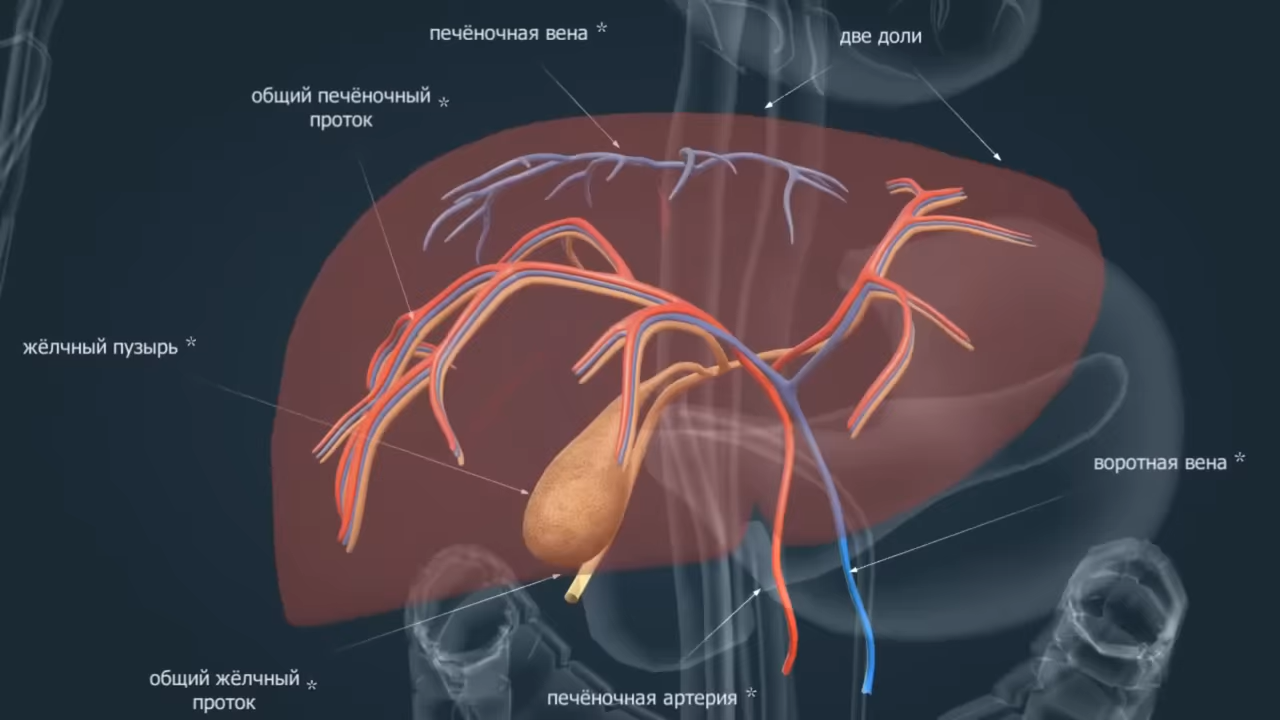 печёночная вена *
две доли
общий печёночный *
проток
жёлчный пузырь *
воротная вена *
общий жёлчный *
проток
печёночная артерия *